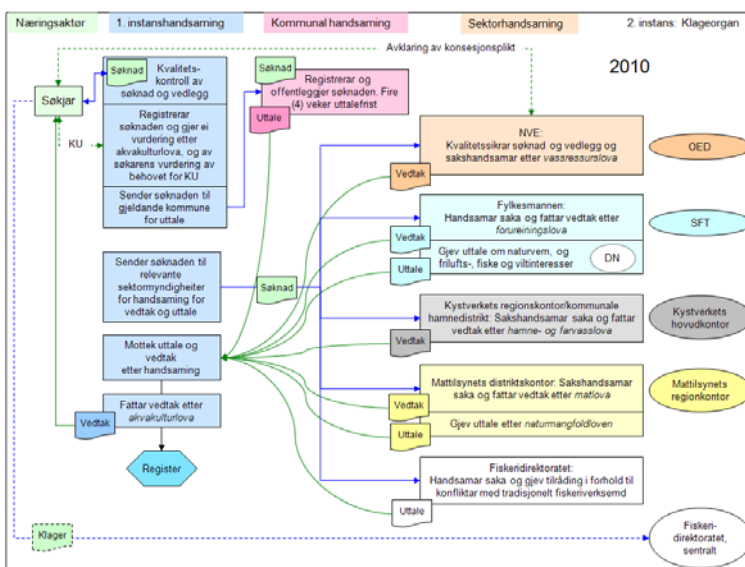 Næringsaktør
1. instanshandsaming
Kommunal handsaming
Sektorhandsaming
2. instans: Klageorgan
Avklaring av konsesjonsplikt
2010
Søkjar
KU
Søknad
Kvalitets-
kontroll av
søknad og vedlegg
Registrerar
søknaden og gjer ei
vurdering etter
akvakulturlova, og av
søkarens vurdering av
behovet for KU
Sender søknaden til
gjeldande kommune
for uttale
Søknad
Registrerar og
offentleggjer søknaden. Fire
(4) veker uttalefrist
Uttale
NVE:
Kvalitetssikrar søknad og vedlegg og
sakshandsamar etter vassressurslova
Vedtak
OED
Fylkesmannen:
Handsamar saka og fattar vedtak etter
forureiningslova
Vedtak
Gjev uttale om naturvern, og
frilufts-, fiske og viltinteresser
DN
Uttale
SFT
Sender søknaden til
relevante
sektormyndigheiter
for handsaming for
vedtak og uttale
Søknad
Kystverkets regionskontor/kommunale
hamnedistrikt: Sakshandsamar saka og fattar
vedtak etter hamne- og farvasslova
Vedtak
Kystverkets
hovudkontor
Mottek uttale og
vedtak
etter handsaming
Mattilsynets distriktskontor: Sakshandsamar
saka og fattar vedtak etter matlova
Vedtak
Gjev uttale etter naturmangfoldloven
Uttale
Mattilsynets
regionkontor
Fattar vedtak etter
akvakulturlova
Vedtak
Register
Fiskeridirektoratet:
Handsamar saka og gjev tilråding i forhold til
konfliktar med tradisjonelt fiskeriverksemd
Uttale
Klager
Fiskeri-
direktoratet,
sentralt